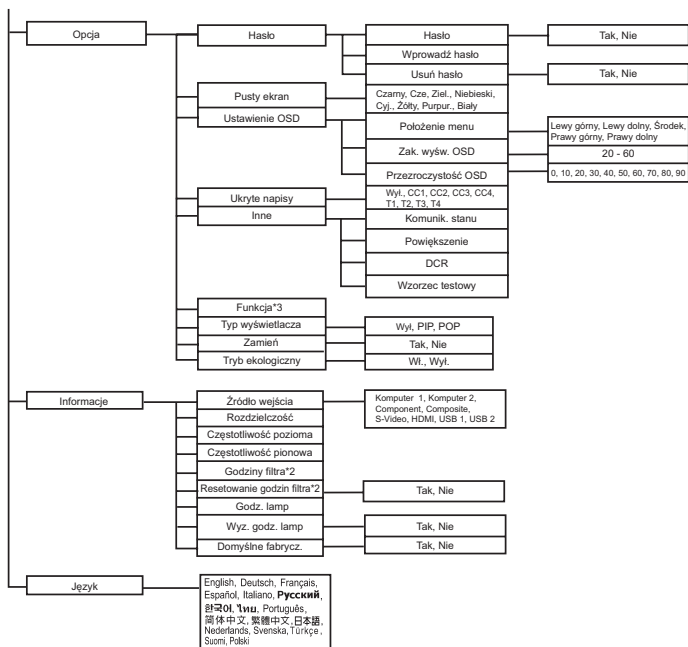 Opcja
Hasło
Hasło
Tak, Nie
Wprowadź hasło
Usuń hasło
Tak, Nie
Pusty ekran
Czarny, Cze, Ziel., Niebieski,
Cyj., Żółty, Purpur., Biały
Ustawienie OSD
Położenie menu
Lewy górny, Lewy dolny, Środek,
Prawy górny, Prawy dolny
Zak. wyśw. OSD
20 - 60
Przezroczystość OSD
0, 10, 20, 30, 40, 50, 60, 70, 80, 90
Ukryte napisy
Wył., CC1, CC2, CC3, CC4,
T1, T2, T3, T4
Inne
Komunik. stanu
Powiększenie
DCR
Wzorzec testowy
Funkcja*3
Typ wyświetlacza
Wył, PIP, POP
Zamień
Tak, Nie
Tryb ekologiczny
Wł., Wył.
Informacje
Źródło wejścia
Komputer 1, Komputer 2,
Component, Composite,
S-Video, HDMI, USB 1, USB 2
Rozdzielczość
Częstotliwość pozioma
Częstotliwość pionowa
Godziny filtra*2
Resetowanie godzin filtra*2
Tak, Nie
Godz. lamp
Wyz. godz. lamp
Tak, Nie
Domyślne fabrycz.
Tak, Nie
Język
English, Deutsch, Français,
Español, Italiano, Русский,
한국어, ไทย, Português,
简体中文, 繁體中文, 日本語,
Nederlands, Svenska, Türkçe,
Suomi, Polski